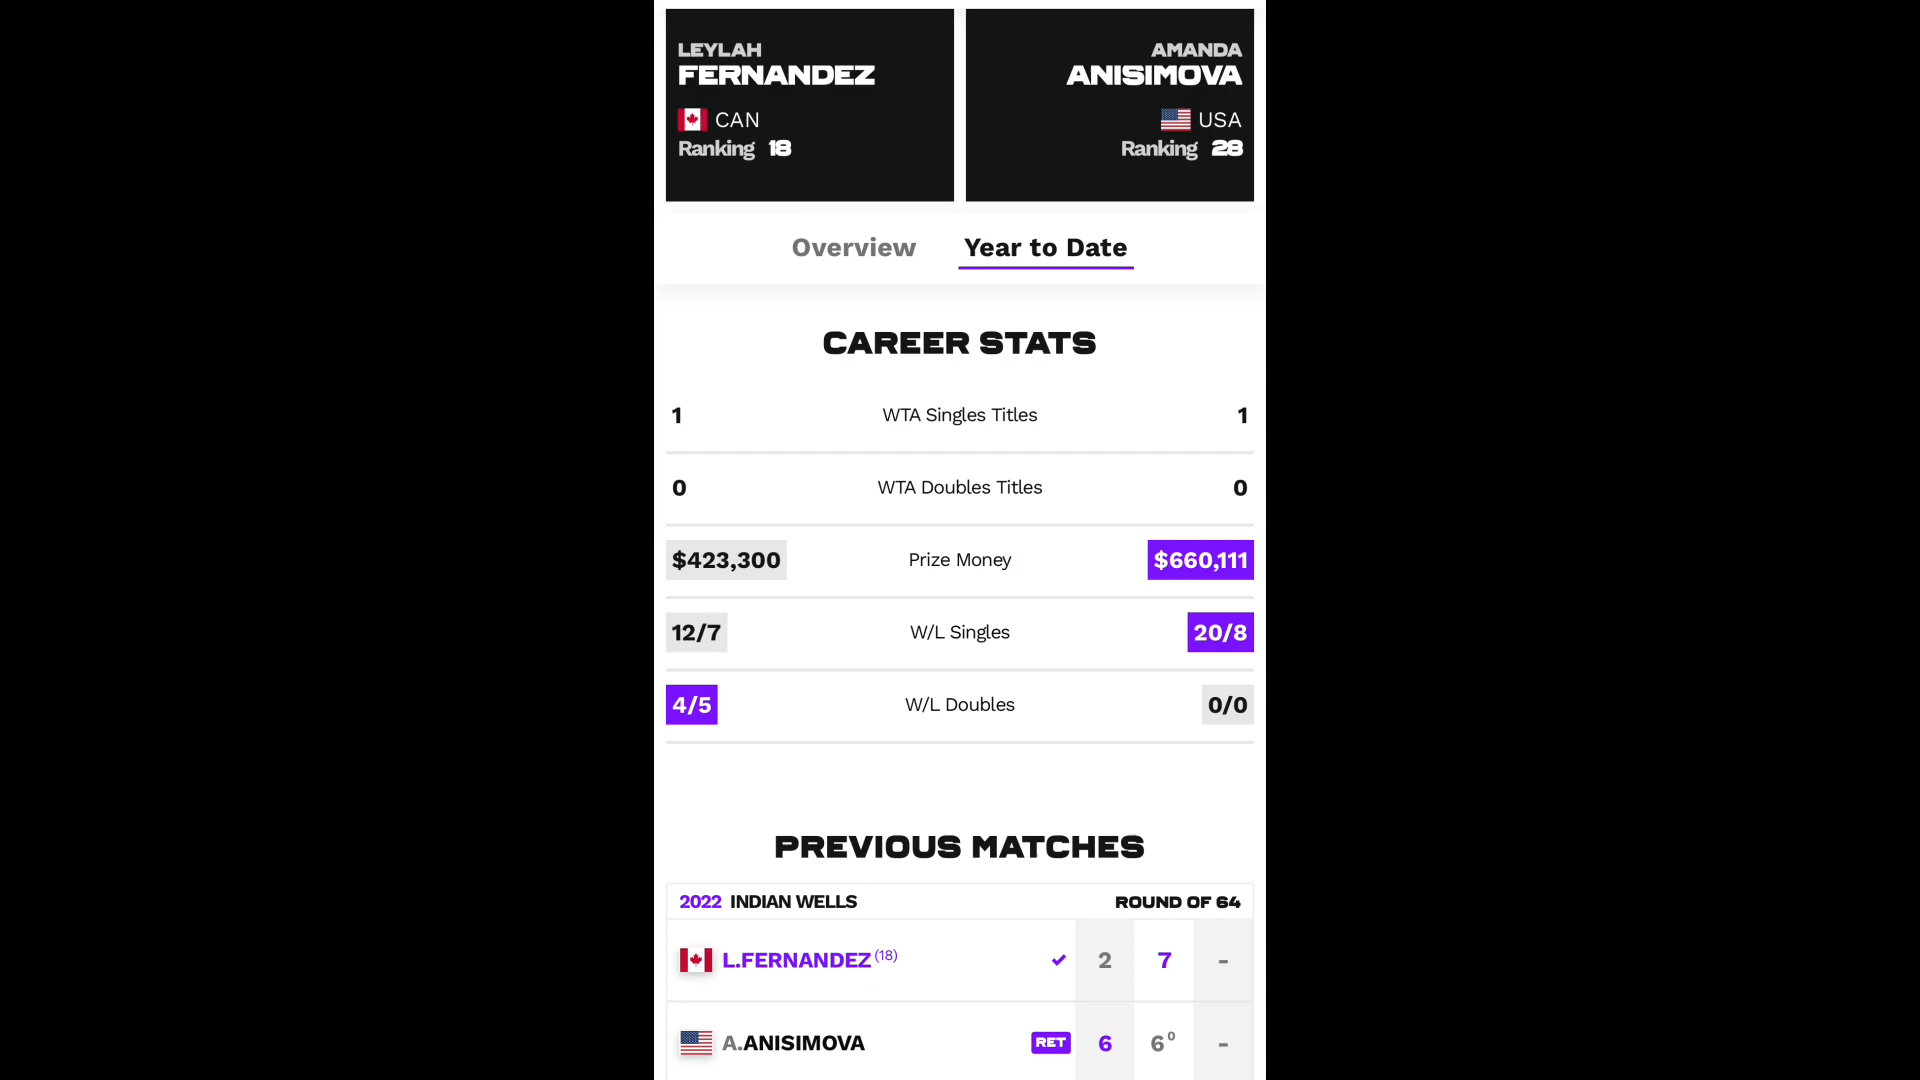 LEYLAH
FERNANDEZ
CAN
Ranking 18
AMANDA
ANISIMOVA
USA
Ranking 28
Overview Year to Date
CAREER STATS
1 WTA Singles Titles 1
0 WTA Doubles Titles 0
$423,300 Prize Money $660,111
12/7 W/L Singles 20/8
4/5 W/L Doubles 0/0
PREVIOUS MATCHES
2022 INDIAN WELLS ROUND OF 64
L.FERNANDEZ (18) 2 7 -
A.ANISIMOVA RET 6 6 0 -